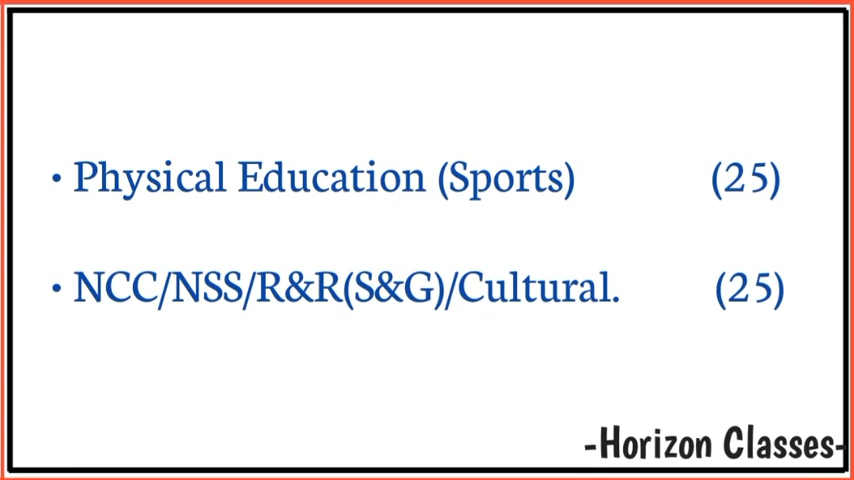 • Physical Education (Sports) (25)
• NCC/NSS/R&R(S&G)/Cultural. (25)
-Horizon Classes-